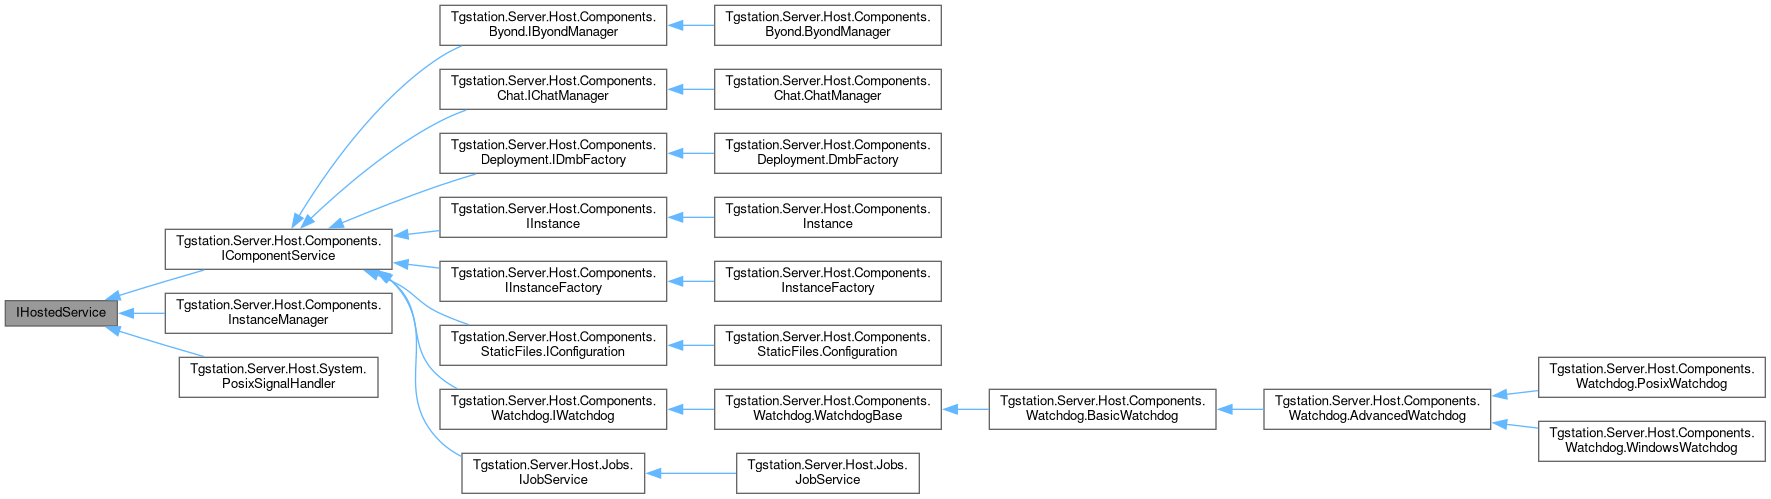 Tgstation.Server.Host.Components.
Byond.IByondManager
Tgstation.Server.Host.Components.
Byond.ByondManager
Tgstation.Server.Host.Components.
Chat.IChatManager
Tgstation.Server.Host.Components.
Chat.ChatManager
Tgstation.Server.Host.Components.
Deployment.IDmbFactory
Tgstation.Server.Host.Components.
Deployment.DmbFactory
Tgstation.Server.Host.Components.
IInstance
Tgstation.Server.Host.Components.
Instance
Tgstation.Server.Host.Components.
IComponentService
Tgstation.Server.Host.Components.
IInstanceFactory
Tgstation.Server.Host.Components.
InstanceFactory
IHostedService
Tgstation.Server.Host.Components.
InstanceManager
Tgstation.Server.Host.Components.
StaticFiles.IConfiguration
Tgstation.Server.Host.Components.
StaticFiles.Configuration
Tgstation.Server.Host.System.
PosixSignalHandler
Tgstation.Server.Host.Components.
Watchdog.IWatchdog
Tgstation.Server.Host.Components.
Watchdog.WatchdogBase
Tgstation.Server.Host.Components.
Watchdog.BasicWatchdog
Tgstation.Server.Host.Components.
Watchdog.AdvancedWatchdog
Tgstation.Server.Host.Components.
Watchdog.PosixWatchdog
Tgstation.Server.Host.Components.
Watchdog.WindowsWatchdog
Tgstation.Server.Host.Jobs.
IJobService
Tgstation.Server.Host.Jobs.
JobService